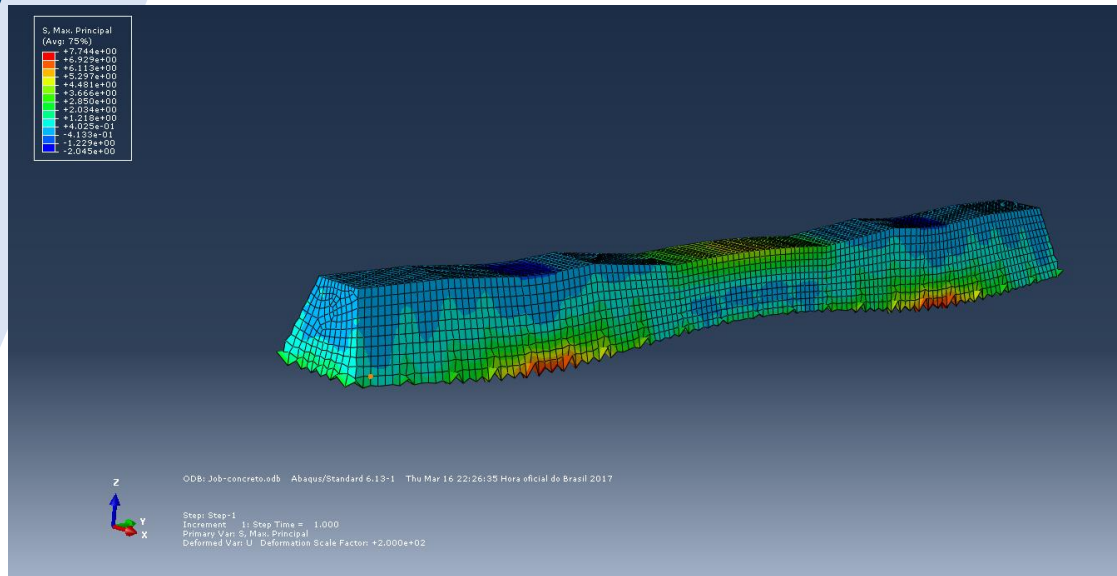 S, Max. Principal
(Avg: 75%)
+7.744e+00
+6.929e+00
+6.113e+00
+5.297e+00
+4.481e+00
+3.666e+00
+2.850e+00
+2.034e+00
+1.218e+00
+4.025e-01
-4.133e-01
-1.229e+00
-2.045e+00
Z
Y
X
ODB: Job-concreto.odb Abaqus/Standard 6.13-1 Thu Mar 16 22:26:35 Hora oficial do Brasil 2017
Step: Step-1
Increment 1: Step Time = 1.000
Primary Var: S, Max. Principal
Deformed Var: U Deformation Scale Factor: +2.000e+02